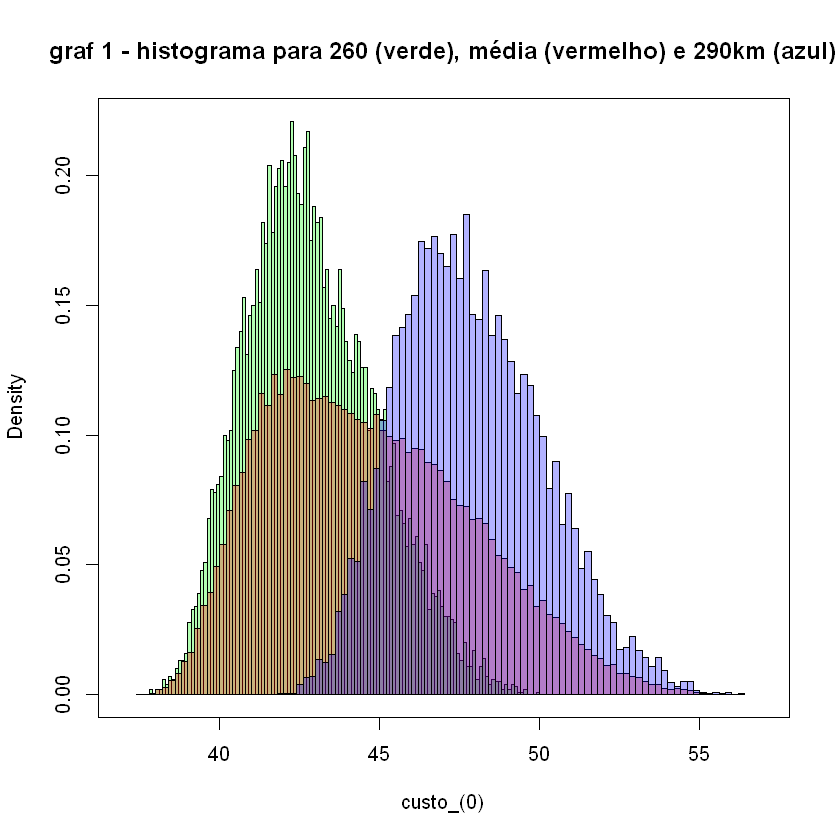 graf 1 - histograma para 260 (verde), média (vermelho) e 290km (azul)
Density
0.20
0.15
0.10
0.05
0.00
40 45 50 55
custo_(0)